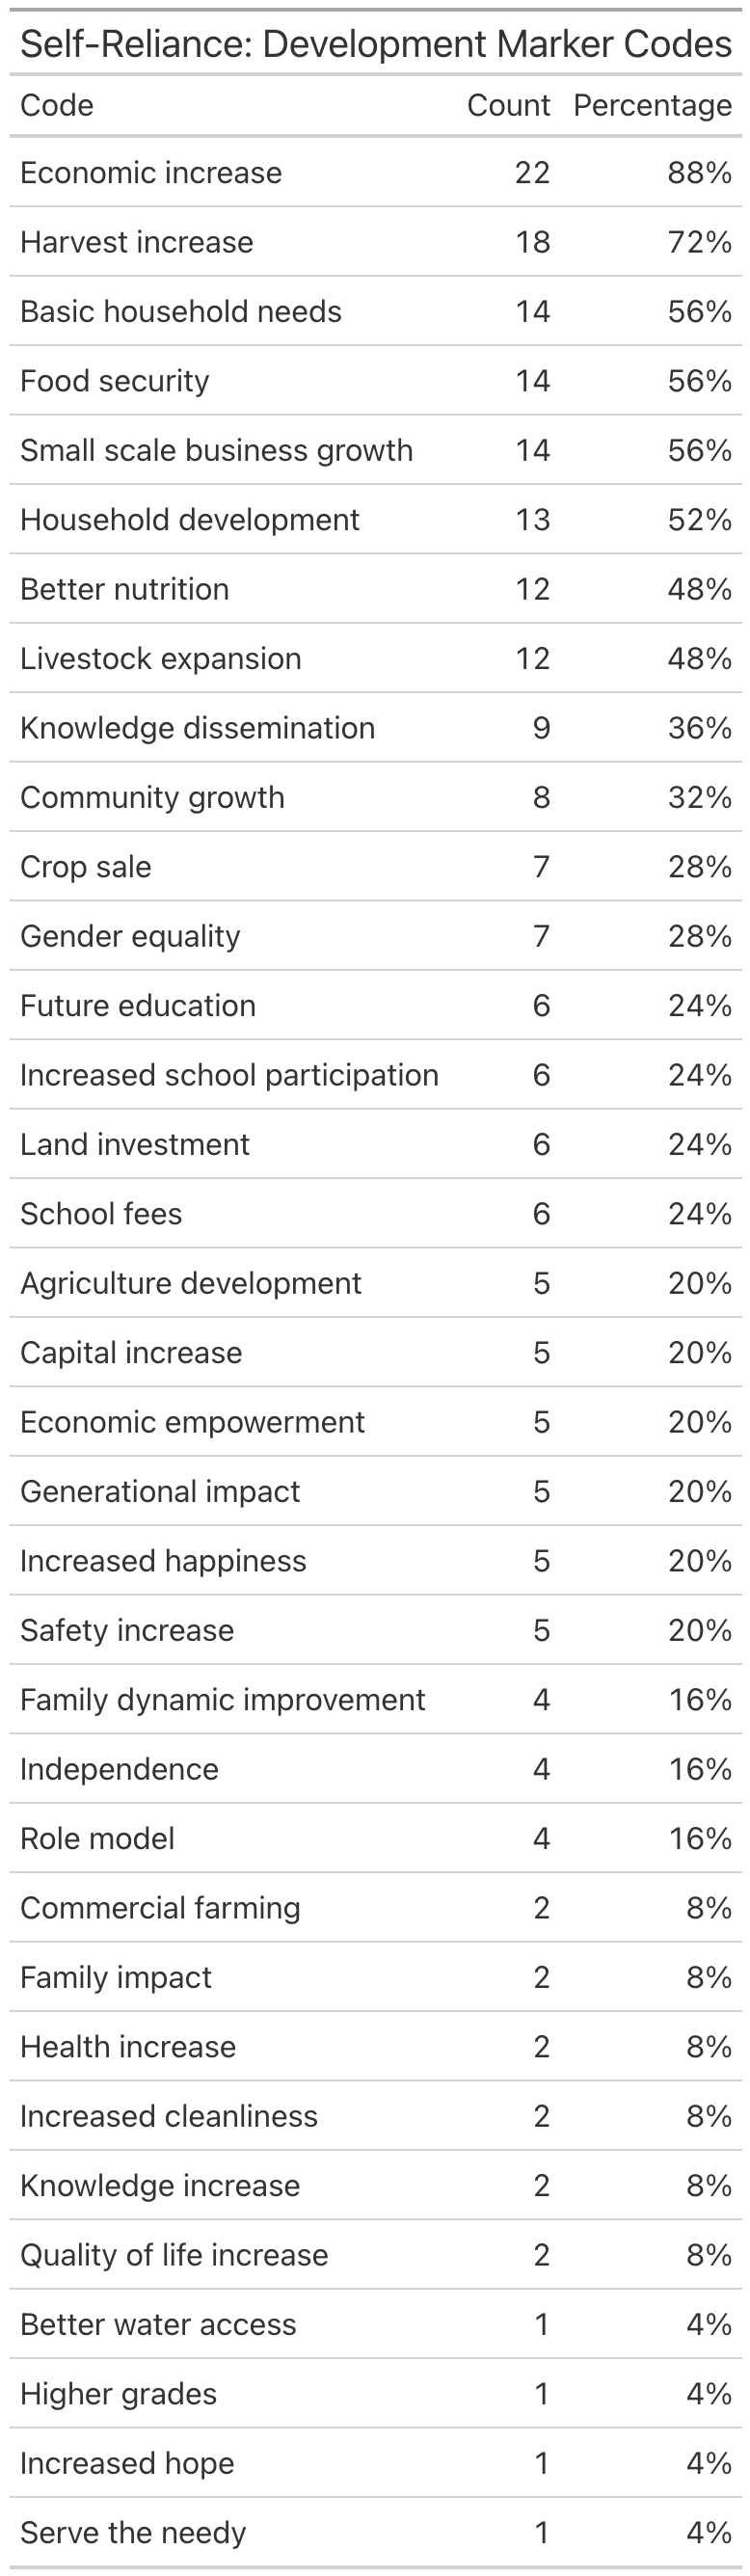 Self-Reliance: Development Marker Codes
Code Count Percentage
Economic increase 22 88%
Harvest increase 18 72%
Basic household needs 14 56%
Food security 14 56%
Small scale business growth 14 56%
Household development 13 52%
Better nutrition 12 48%
Livestock expansion 12 48%
Knowledge dissemination 9 36%
Community growth 8 32%
Crop sale 7 28%
Gender equality 7 28%
Future education 6 24%
Increased school participation 6 24%
Land investment 6 24%
School fees 6 24%
Agriculture development 5 20%
Capital increase 5 20%
Economic empowerment 5 20%
Generational impact 5 20%
Increased happiness 5 20%
Safety increase 5 20%
Family dynamic improvement 4 16%
Independence 4 16%
Role model 4 16%
Commercial farming 2 8%
Family impact 2 8%
Health increase 2 8%
Increased cleanliness 2 8%
Knowledge increase 2 8%
Quality of life increase 2 8%
Better water access 1 4%
Higher grades 1 4%
Increased hope 1 4%
Serve the needy 1 4%